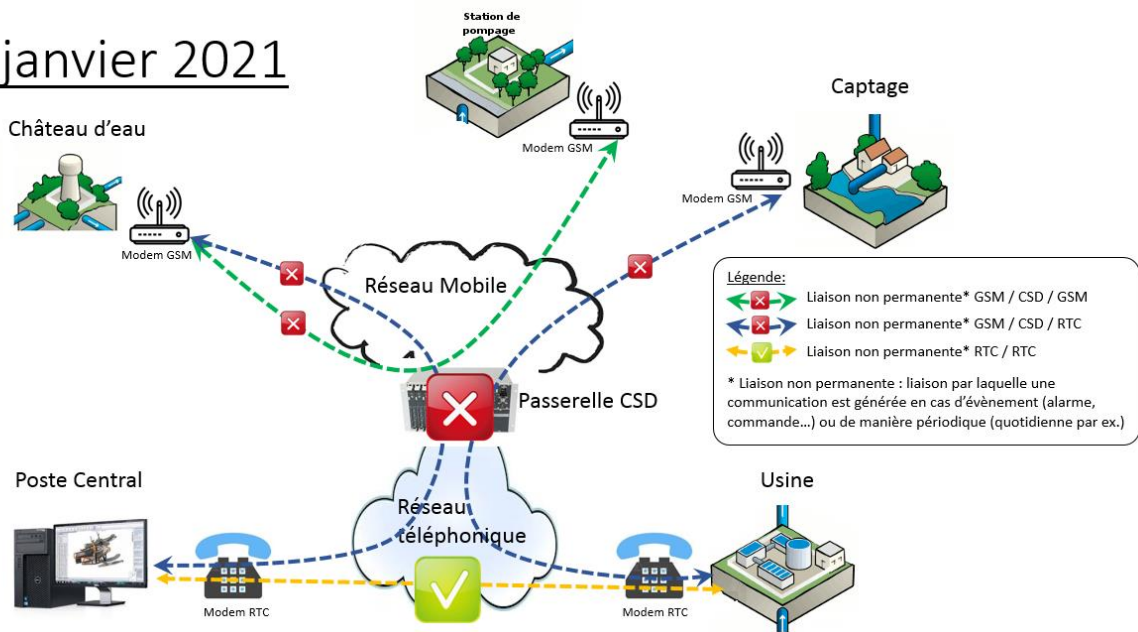 janvier 2021
Station de
pompage
Modem GSM
Captage
Modem GSM
Château d'eau
Modem GSM
Réseau Mobile
Légende:
Liaison non permanente* GSM / CSD / GSM
Liaison non permanente* GSM / CSD / RTC
Liaison non permanente* RTC / RTC
* Liaison non permanente : liaison par laquelle une
communication est générée en cas d'évènement (alarme,
commande...) ou de manière périodique (quotidienne par ex.)
Passerelle CSD
Poste Central
Réseau
téléphonique
Usine
Modem RTC
Modem RTC